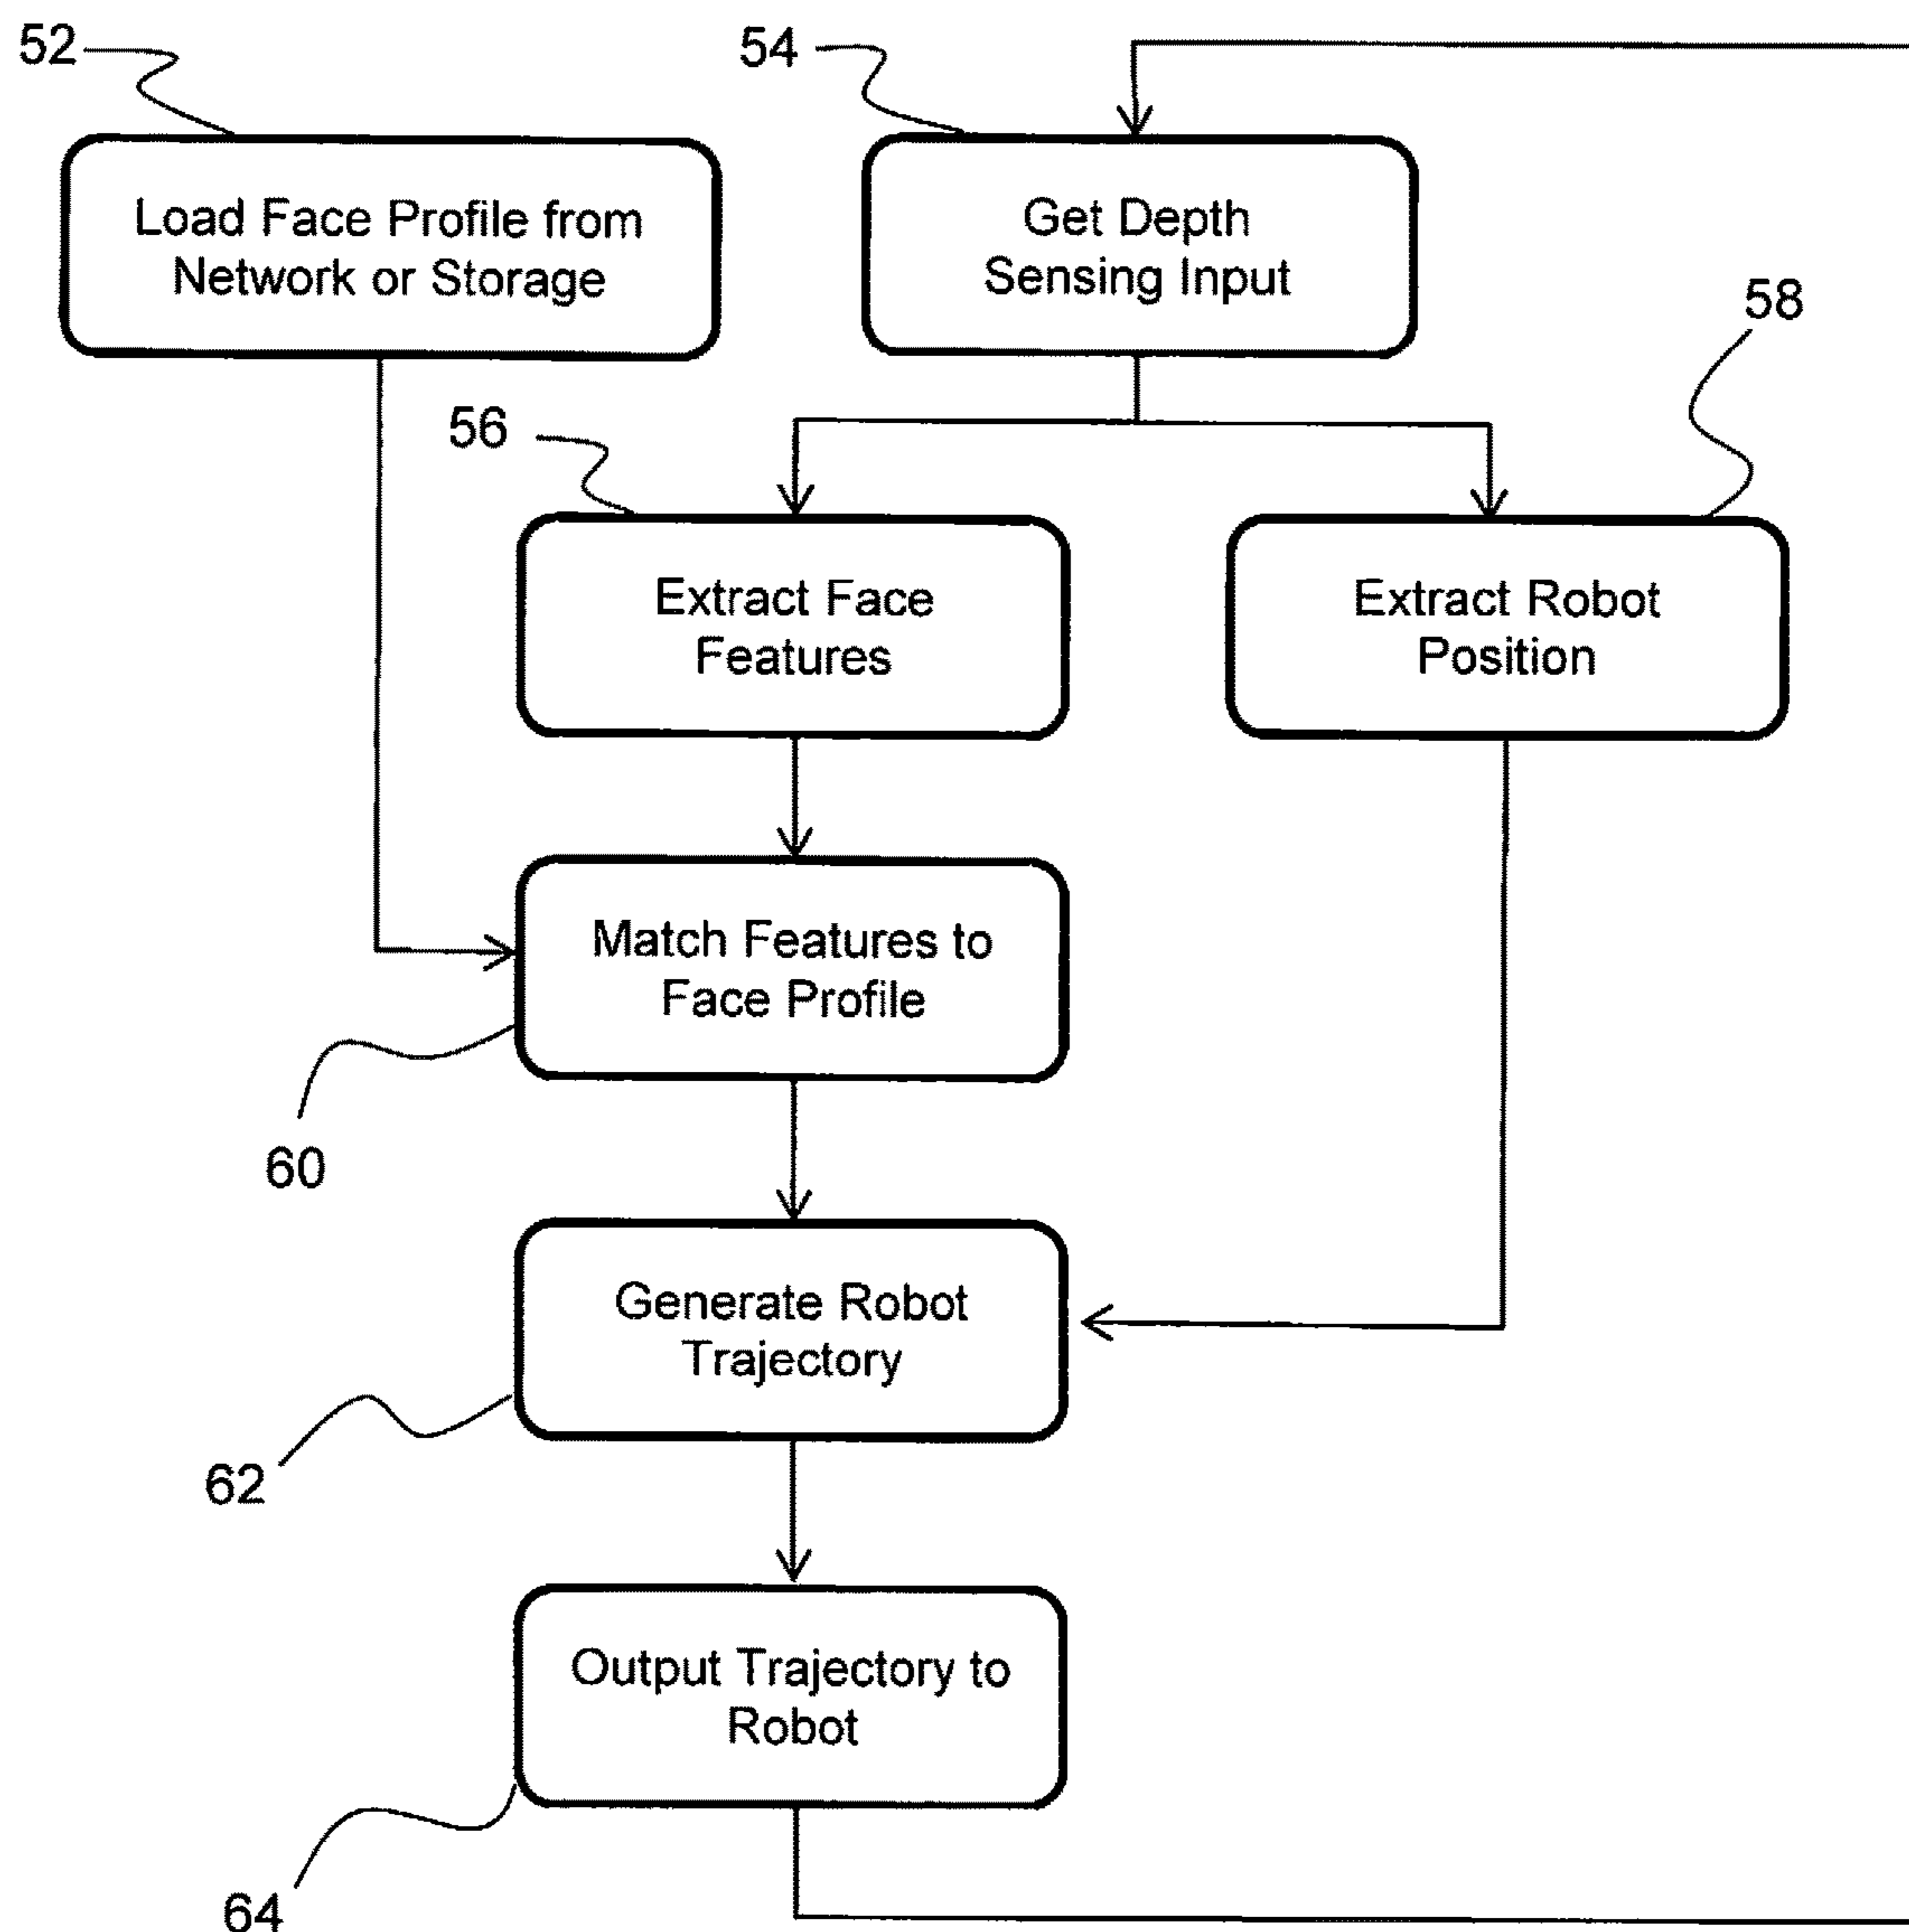 52
54
Load Face Profile from
Network or Storage
Get Depth
Sensing Input
58
56
Extract Face
Features
Extract Robot
Position
Match Features to
Face Profile
60
Generate Robot
Trajectory
62
Output Trajectory to
Robot
64